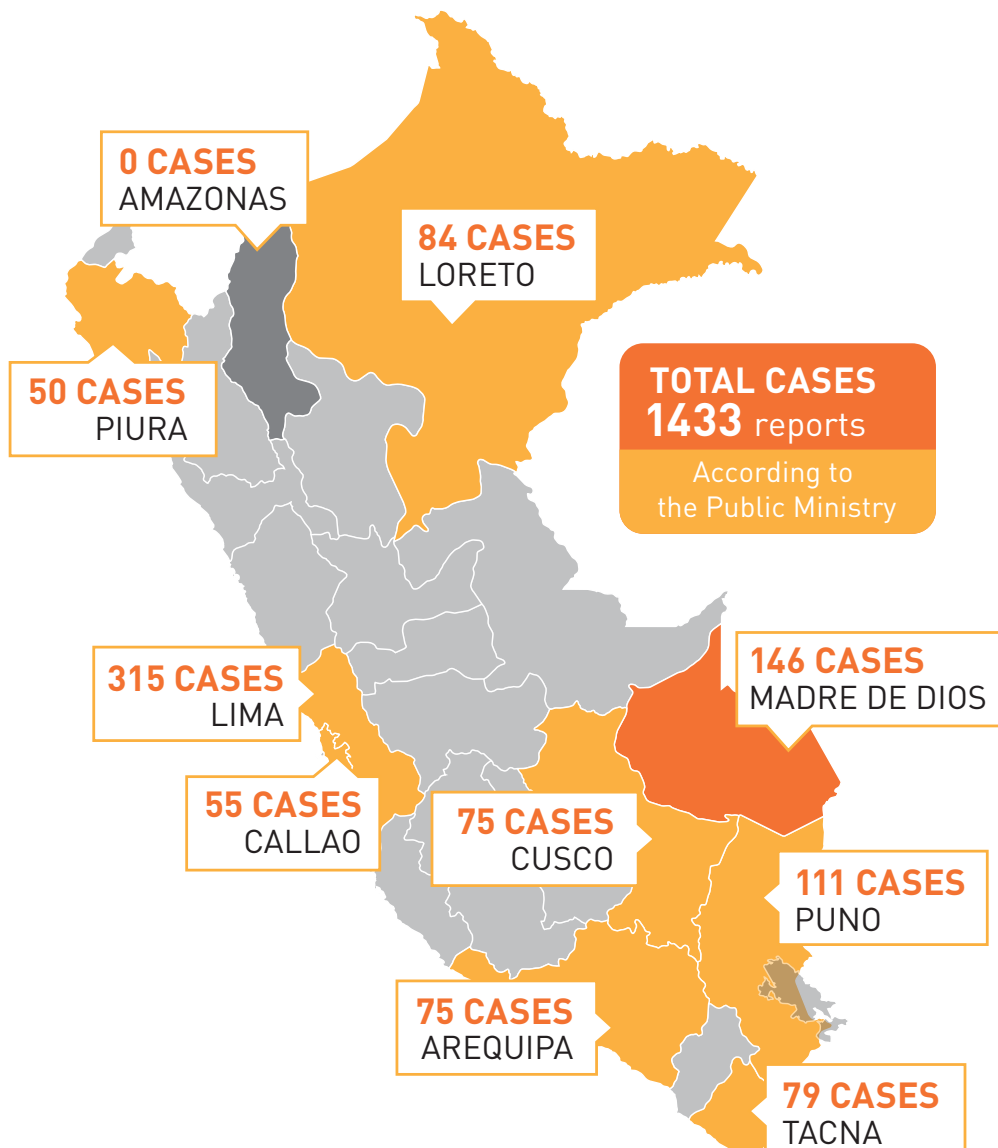 0 CASES
AMAZONAS
84 CASES
LORETO
50 CASES
PIURA
TOTAL CASES
1433 reports
According to
the Public Ministry
315 CASES
LIMA
146 CASES
MADRE DE DIOS
55 CASES
CALLAO
75 CASES
CUSCO
111 CASES
PUNO
75 CASES
AREQUIPA
79 CASES
TACNA